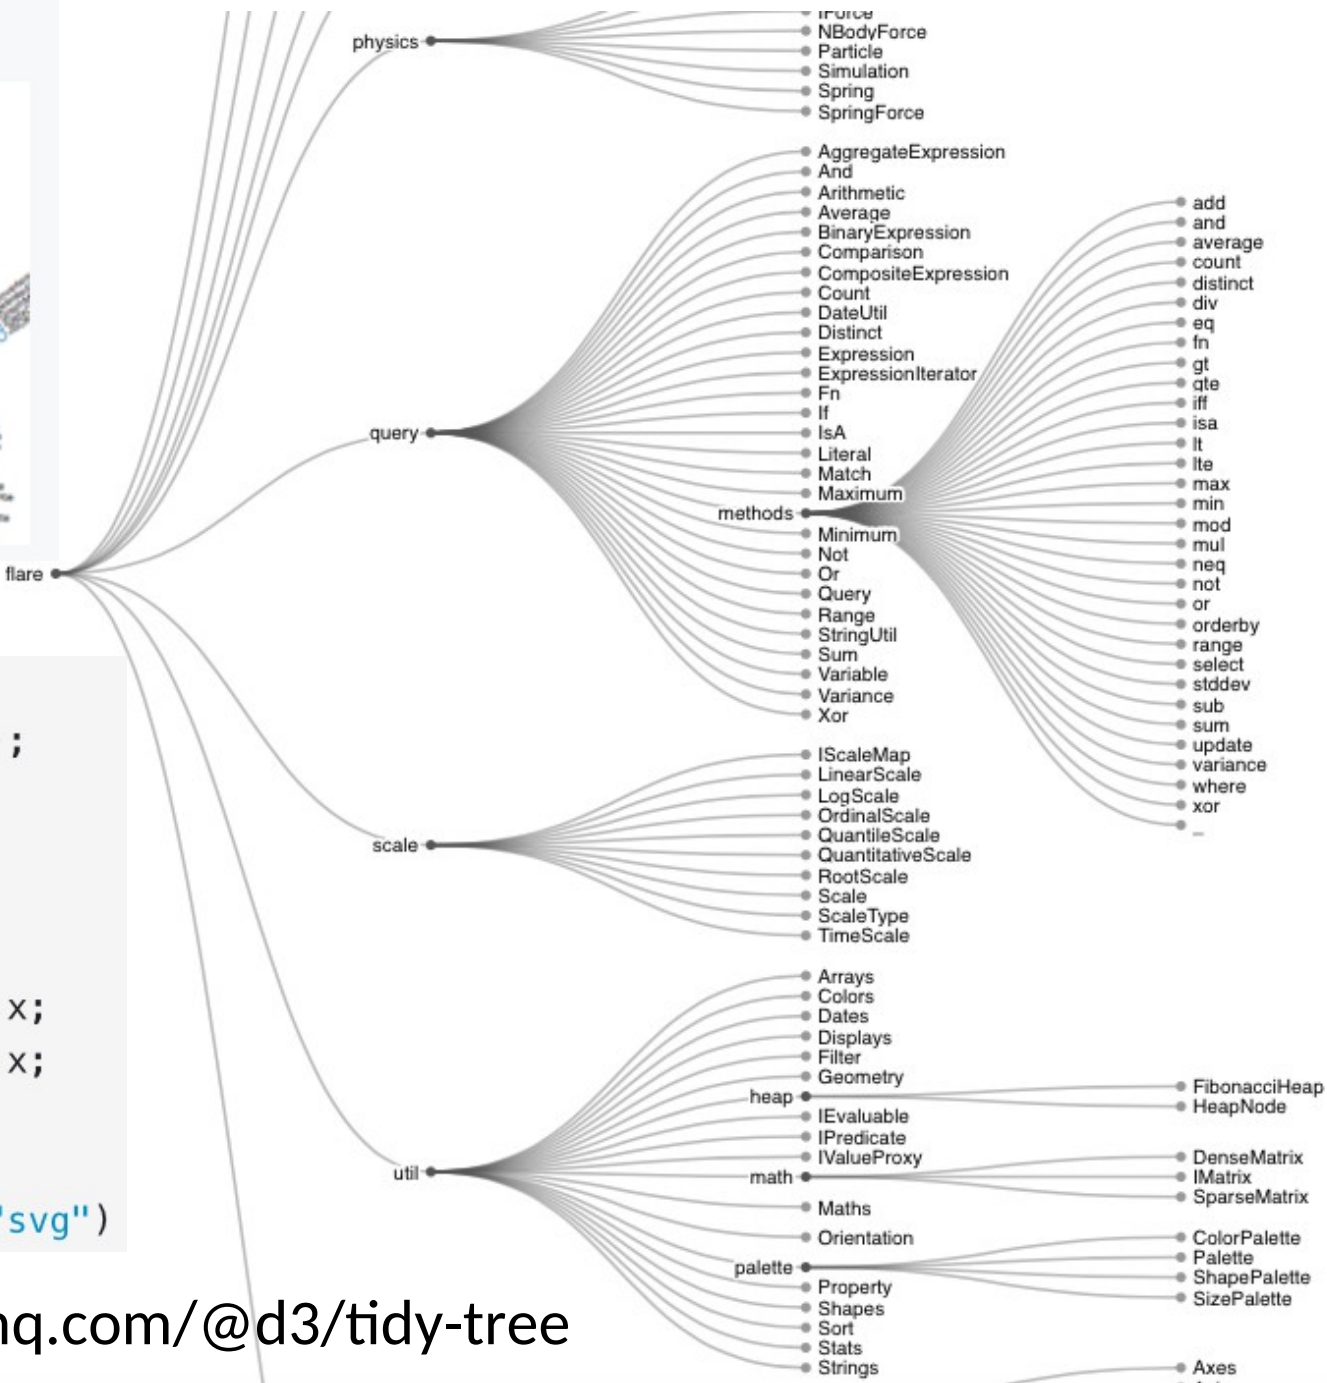 IForce
NBodyForce
physics
Particle
Simulation
Spring
SpringForce
AggregateExpression
And
Arithmetic
Average
BinaryExpression
Comparison
CompositeExpression
Count
DateUtil
Distinct
Expression
ExpressionIterator
Fn
If
query
IsA
Literal
Match
Maximum
methods
Minimum
Not
Or
Query
Range
StringUtil
Sum
Variable
Variance
Xor
add
and
average
count
distinct
div
eq
fn
gt
gte
iff
isa
lt
lte
max
min
mod
mul
neq
not
or
orderby
range
select
stddev
sub
sum
update
variance
where
xor
_
flare
;
IScaleMap
LinearScale
LogScale
OrdinalScale
QuantileScale
scale
QuantitativeScale
RootScale
Scale
ScaleType
TimeScale
x;
x;
"svg")
Arrays
Colors
Dates
Displays
Filter
Geometry
heap
FibonacciHeap
HeapNode
IEvaluable
IPredicate
IValueProxy
util
math
DenseMatrix
IMatrix
SparseMatrix
Maths
Orientation
palette
ColorPalette
Palette
ShapePalette
SizePalette
Property
Shapes
Sort
Stats
Strings
Axes
nq.com/@d3/tidy-tree